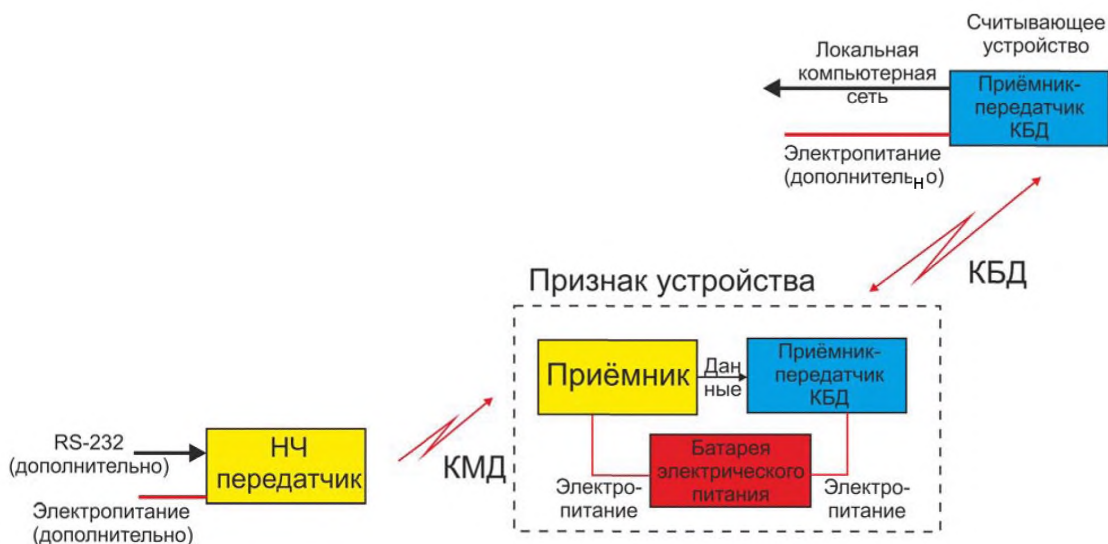 Считывающее
устройство
Локальная
компьютерная
сеть
Приёмник-
передатчик
КБД
Электропитание
(дополнительно)
КБД
Признак устройства
Приёмник
Дан
ные
Приёмник-
передатчик
КБД
Батарея
электрического
питания
Электро-
питание
Электро-
питание
RS-232
(дополнительно)
НЧ
передатчик
КМД
Электропитание
(дополнительно)